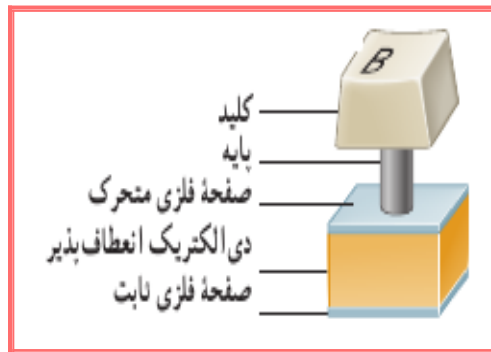 B
کلید
پایه
صفحهٔ فلزی متحرک
دی‌الکتریک انعطاف‌پذیر
صفحهٔ فلزی ثابت